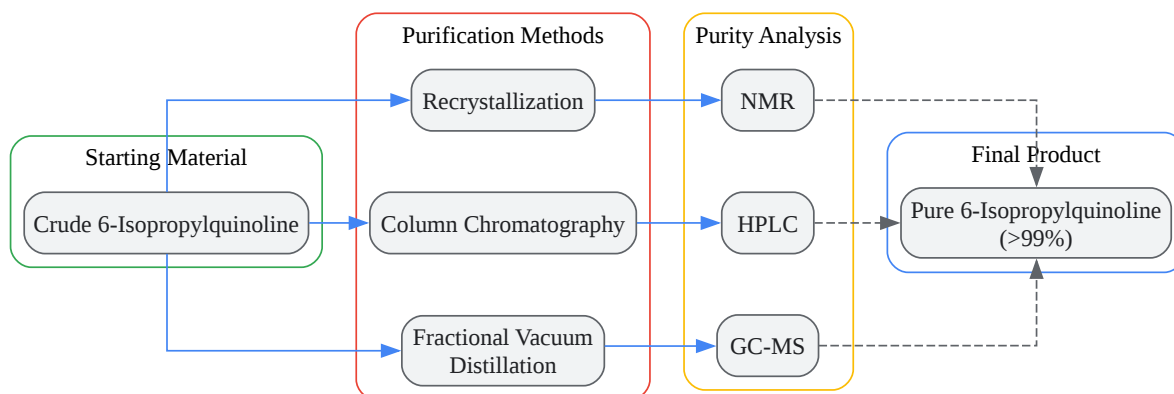 Purification Methods
Purity Analysis
Recrystallization
NMR
Starting Material
Final Product
Crude 6-Isopropylquinoline
Column Chromatography
HPLC
Pure 6-Isopropylquinoline
(>99%)
Fractional Vacuum
Distillation
GC-MS